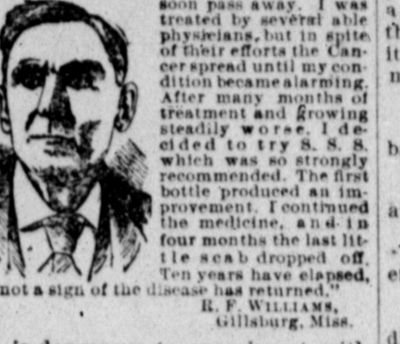 soon pass away. I was
treated by several able
physicians, but in spite
of their efforts the Can-
cer spread until my con-
dition became alarming.
After many months of
treatment and growing
steadily worse, I de-
cided to try S. S. S.
which was so strongly
recommended. The first
bottle produced an im-
provement. I continued
the medicine, and in
four months the last lit-
tle scab dropped off.
Ten years have elapsed,
not a sign of the disease has returned."
R. F. WILLIAMS,
Gillsburg, Miss.